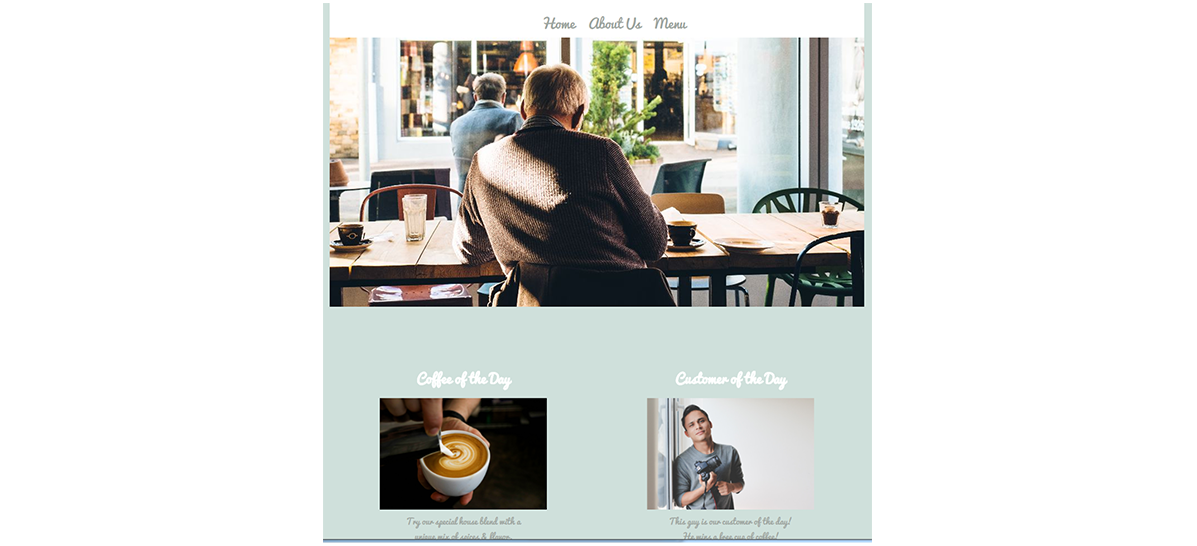 Home About Us Menu
Coffee of the Day
Customer of the Day
Try our special house blend with a
unique mix of spices & flavor.
This guy is our customer of the day!
He wins a free cup of coffee!